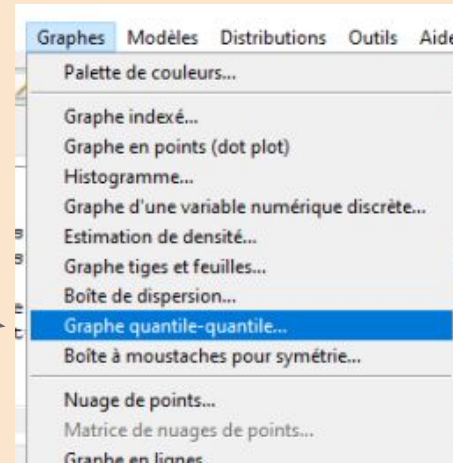 Graphes Modèles Distributions Outils Aide
Palette de couleurs...
Graphe indexé...
Graphe en points (dot plot)
Histogramme...
Graphe d'une variable numérique discrète...
Estimation de densité...
Graphe tiges et feuilles...
Boîte de dispersion...
Graphe quantile-quantile...
Boîte à moustaches pour symétrie...
Nuage de points...
Matrice de nuages de points...
Graphe en lignes